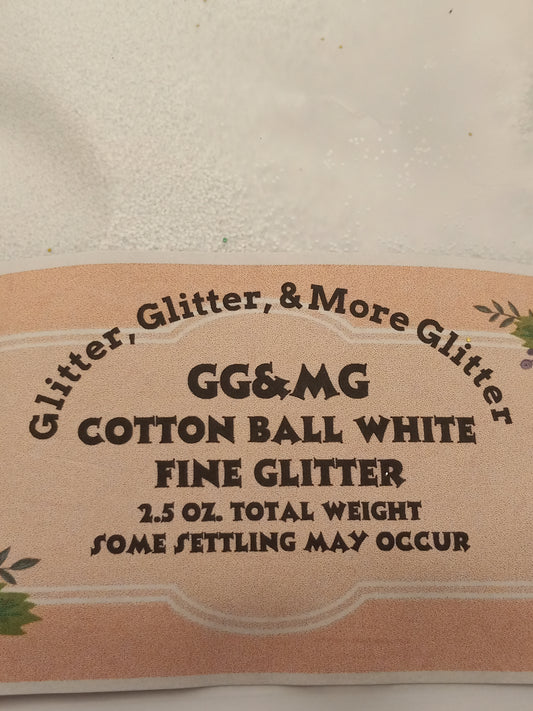 Glitter, Glitter, & More Glitter
GG&MG
COTTON BALL WHITE
FINE GLITTER
2.5 OZ. TOTAL WEIGHT
SOME SETTLING MAY OCCUR